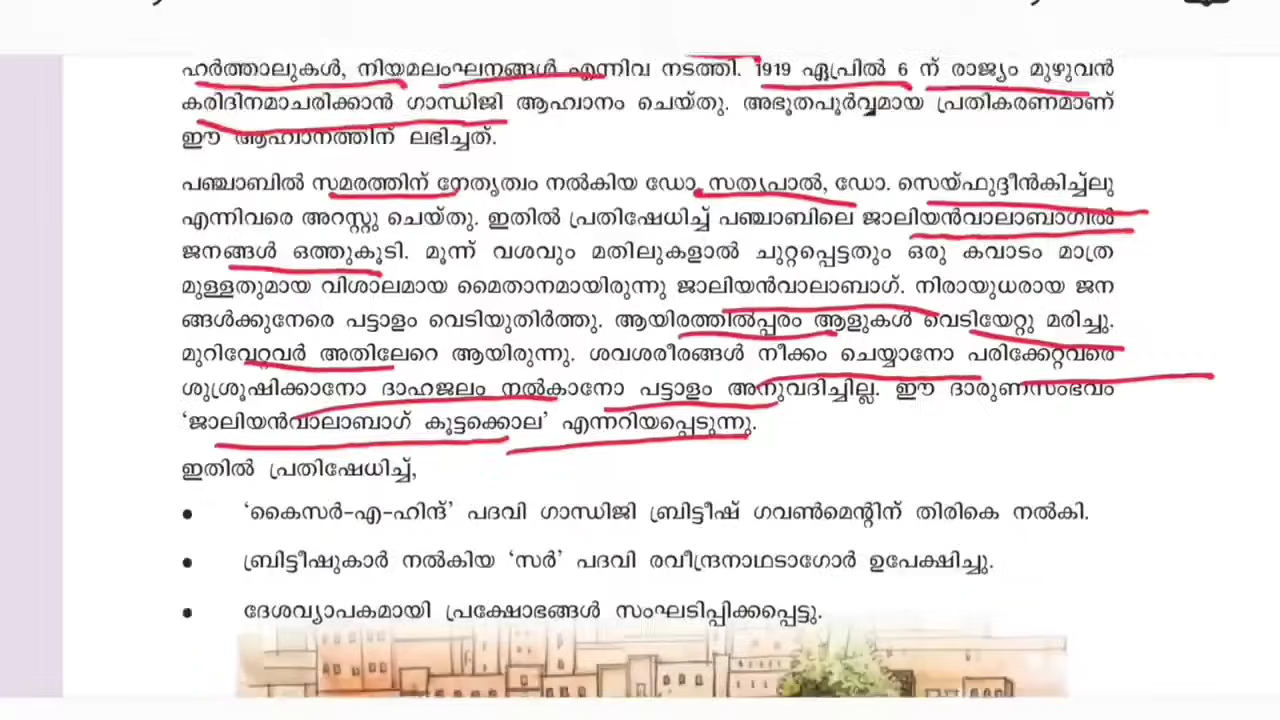 ഹർത്താലുകൾ, നിയമലംഘനങ്ങൾ എന്നിവ നടത്തി. 1919 ഏപ്രിൽ 6 ന് രാജ്യം മുഴുവൻ
കരിദിനമാചരിക്കാൻ ഗാന്ധിജി ആഹ്വാനം ചെയ്തു. അഭൂതപൂർവ്വമായ പ്രതികരണമാണ്
ഈ ആഹ്വാനത്തിന് ലഭിച്ചത്.
പഞ്ചാബിൽ സമരത്തിന് നേതൃത്വം നൽകിയ ഡോ. സത്യപാൽ, ഡോ. സെയ്ഫുദ്ദീൻകിച്ച്ലു
എന്നിവരെ അറസ്റ്റു ചെയ്തു. ഇതിൽ പ്രതിഷേധിച്ച് പഞ്ചാബിലെ ജാലിയൻവാലാബാഗിൽ
ജനങ്ങൾ ഒത്തുകൂടി. മൂന്ന് വശവും മതിലുകളാൽ ചുറ്റപ്പെട്ടതും ഒരു കവാടം മാത്ര
മുള്ളതുമായ വിശാലമായ മൈതാനമായിരുന്നു ജാലിയൻവാലാബാഗ്. നിരായുധരായ ജന
ങ്ങൾക്കുനേരെ പട്ടാളം വെടിയുതിർത്തു. ആയിരത്തിൽപ്പരം ആളുകൾ വെടിയേറ്റു മരിച്ചു.
മുറിവേറ്റവർ അതിലേറെ ആയിരുന്നു. ശവശരീരങ്ങൾ നീക്കം ചെയ്യാനോ പരിക്കേറ്റവരെ
ശുശ്രൂഷിക്കാനോ ദാഹജലം നൽകാനോ പട്ടാളം അനുവദിച്ചില്ല. ഈ ദാരുണസംഭവം
‘ജാലിയൻവാലാബാഗ് കൂട്ടക്കൊല’ എന്നറിയപ്പെടുന്നു.
ഇതിൽ പ്രതിഷേധിച്ച്,
• ‘കൈസർ-എ-ഹിന്ദ്’ പദവി ഗാന്ധിജി ബ്രിട്ടീഷ് ഗവൺമെന്റിന് തിരികെ നൽകി.
• ബ്രിട്ടീഷുകാർ നൽകിയ ‘സർ’ പദവി രവീന്ദ്രനാഥടാഗോർ ഉപേക്ഷിച്ചു.
• ദേശവ്യാപകമായി പ്രക്ഷോഭങ്ങൾ സംഘടിപ്പിക്കപ്പെട്ടു.